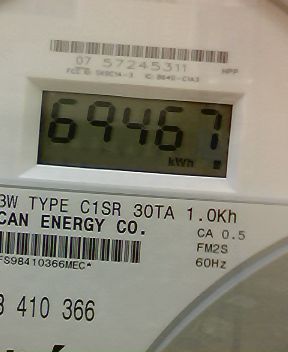 07 57245311
NPP
69467
kWh
3W TYPE C1SR 30TA 1.0Kh
CAN ENERGY CO.
CA 0.5
FM2S
60Hz
FS98410366MEC*
410 366